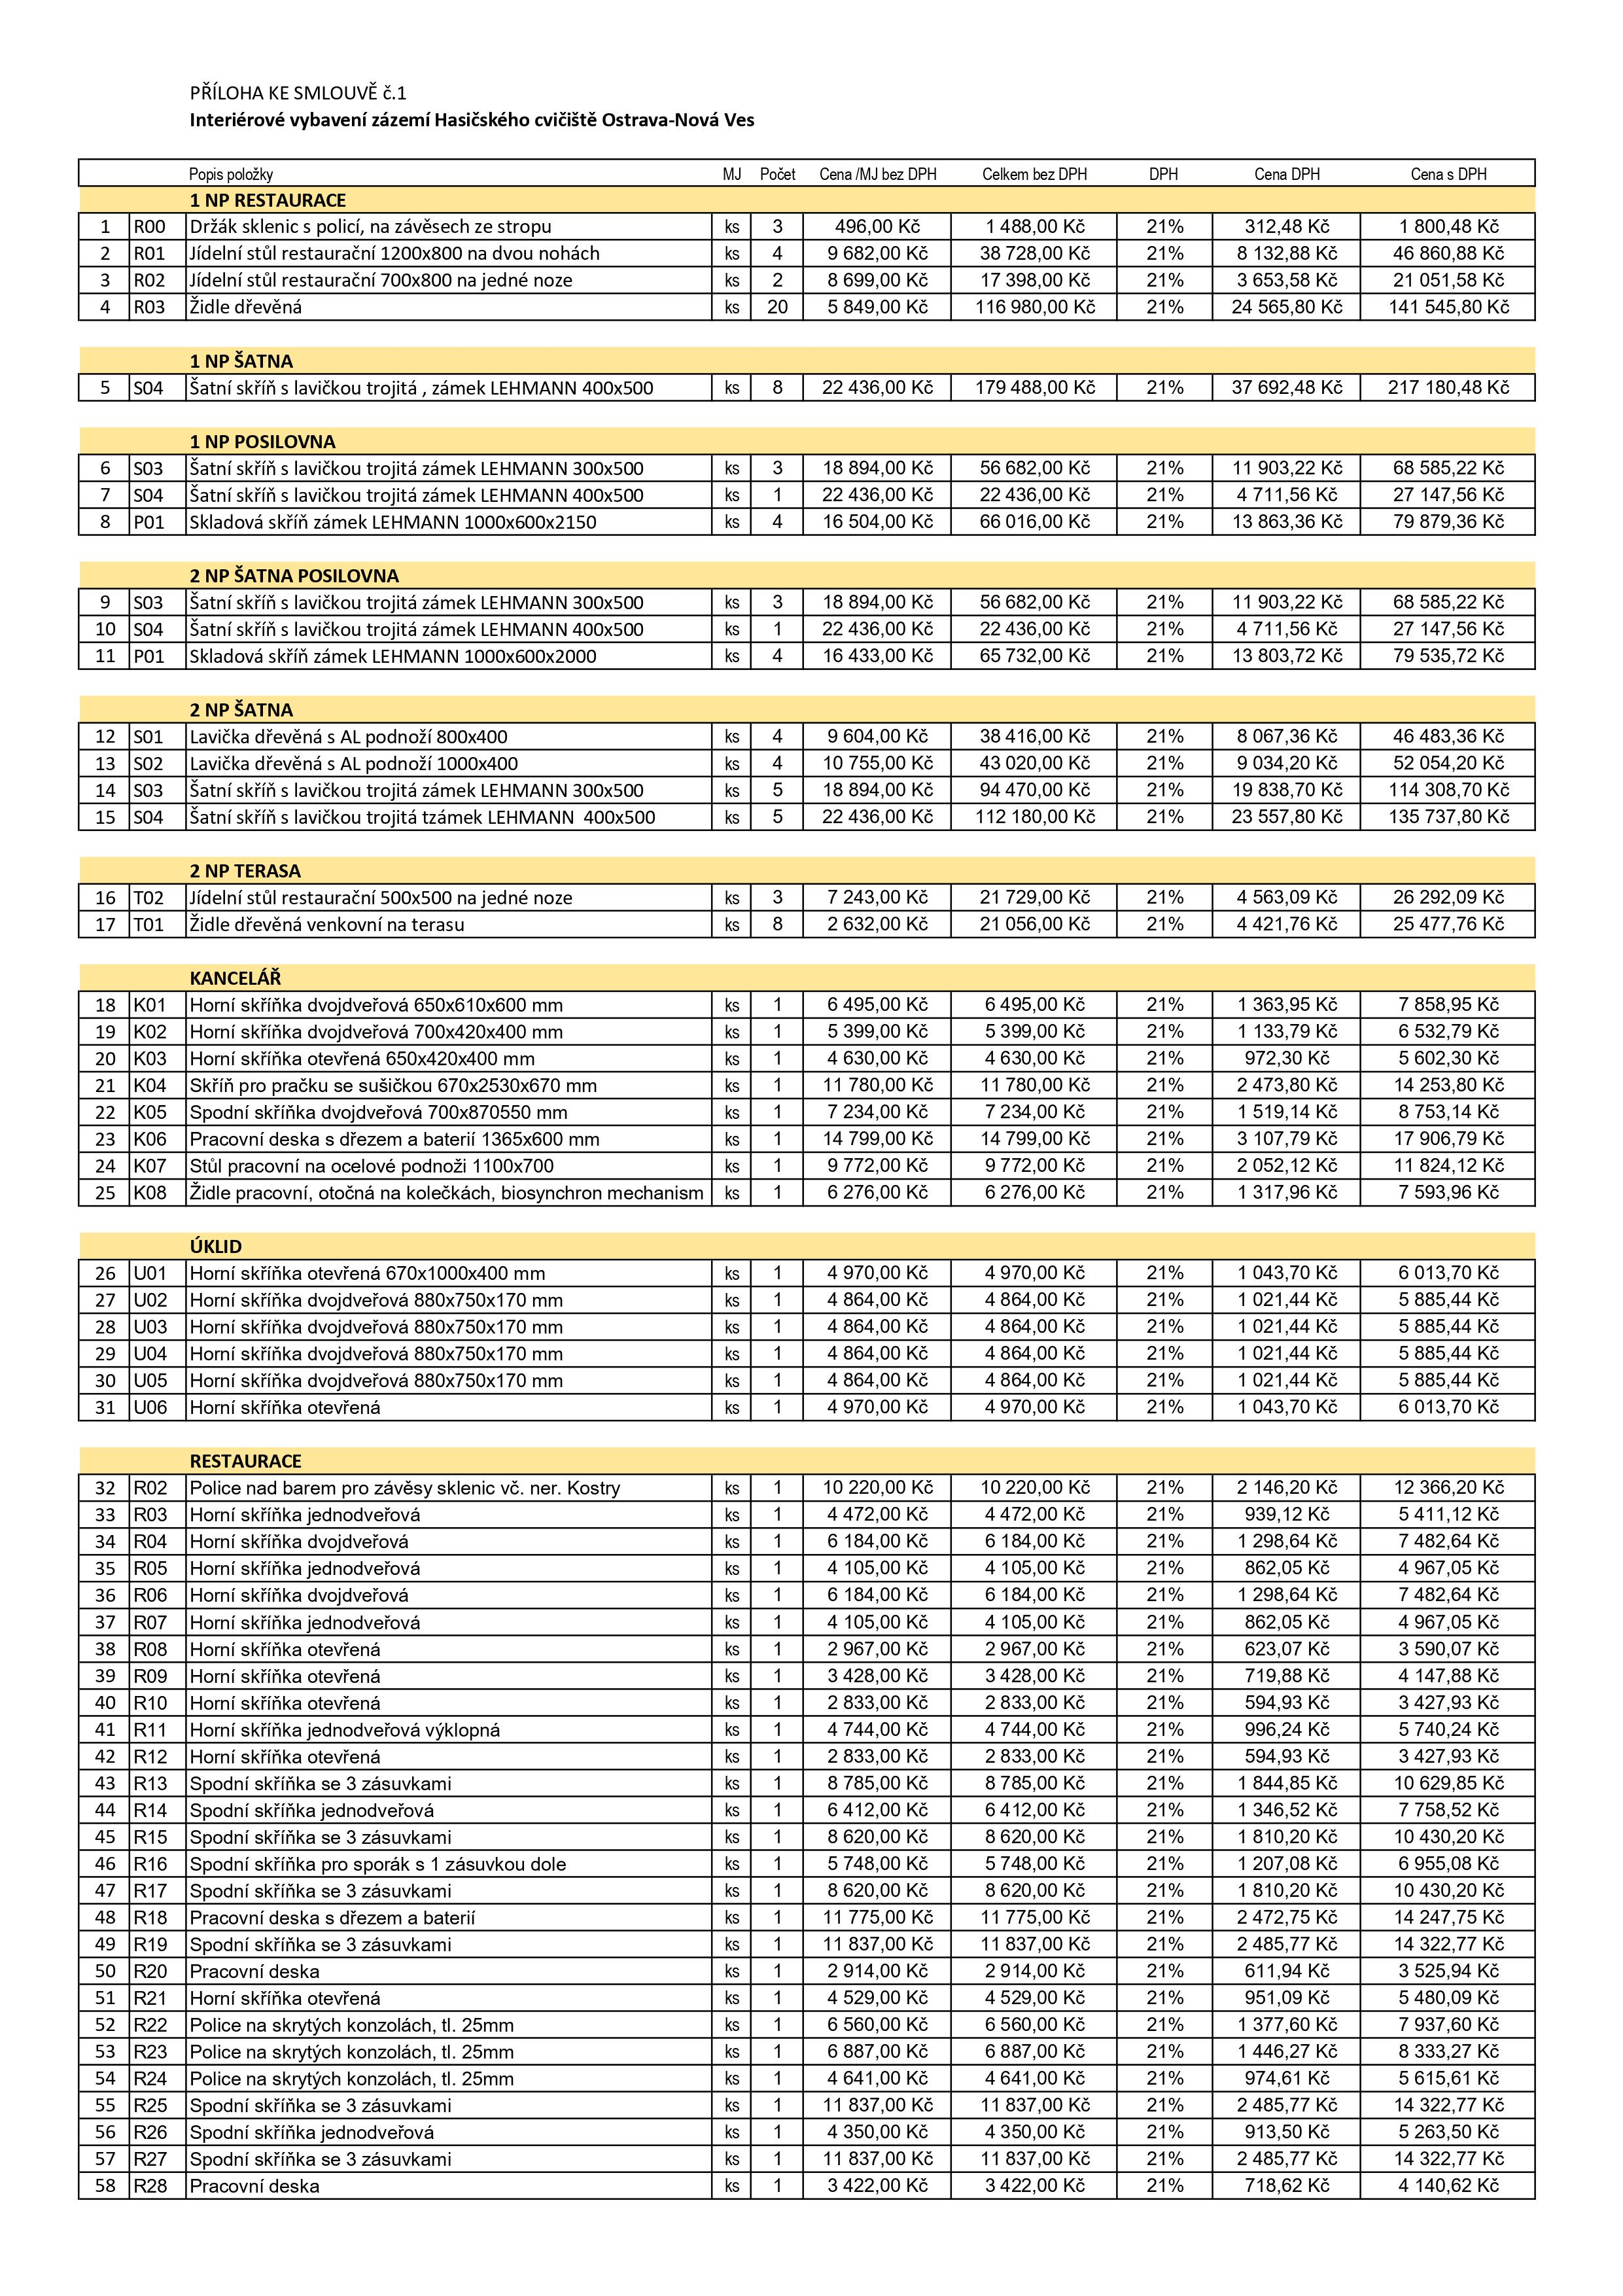 PŘÍLOHA KE SMLOUVĚ č.1
Interiérové vybavení zázemí Hasičského cvičiště Ostrava-Nová Ves
Popis položky MJ Počet Cena /MJ bez DPH Celkem bez DPH DPH Cena DPH Cena s DPH
1 NP RESTAURACE
1 R00 Držák sklenic s policí, na závěsech ze stropu ks 3 496,00 Kč 1 488,00 Kč 21% 312,48 Kč 1 800,48 Kč
2 R01 Jídelní stůl restaurační 1200x800 na dvou nohách ks 4 9 682,00 Kč 38 728,00 Kč 21% 8 132,88 Kč 46 860,88 Kč
3 R02 Jídelní stůl restaurační 700x800 na jedné noze ks 2 8 699,00 Kč 17 398,00 Kč 21% 3 653,58 Kč 21 051,58 Kč
4 R03 Židle dřevěná ks 20 5 849,00 Kč 116 980,00 Kč 21% 24 565,80 Kč 141 545,80 Kč
1 NP ŠATNA
5 S04 Šatní skříň s lavičkou trojitá , zámek LEHMANN 400x500 ks 8 22 436,00 Kč 179 488,00 Kč 21% 37 692,48 Kč 217 180,48 Kč
1 NP POSILOVNA
6 S03 Šatní skříň s lavičkou trojitá zámek LEHMANN 300x500 ks 3 18 894,00 Kč 56 682,00 Kč 21% 11 903,22 Kč 68 585,22 Kč
7 S04 Šatní skříň s lavičkou trojitá zámek LEHMANN 400x500 ks 1 22 436,00 Kč 22 436,00 Kč 21% 4 711,56 Kč 27 147,56 Kč
8 P01 Skladová skříň zámek LEHMANN 1000x600x2150 ks 4 16 504,00 Kč 66 016,00 Kč 21% 13 863,36 Kč 79 879,36 Kč
2 NP ŠATNA POSILOVNA
9 S03 Šatní skříň s lavičkou trojitá zámek LEHMANN 300x500 ks 3 18 894,00 Kč 56 682,00 Kč 21% 11 903,22 Kč 68 585,22 Kč
10 S04 Šatní skříň s lavičkou trojitá zámek LEHMANN 400x500 ks 1 22 436,00 Kč 22 436,00 Kč 21% 4 711,56 Kč 27 147,56 Kč
11 P01 Skladová skříň zámek LEHMANN 1000x600x2000 ks 4 16 433,00 Kč 65 732,00 Kč 21% 13 803,72 Kč 79 535,72 Kč
2 NP ŠATNA
12 S01 Lavička dřevěná s AL podnoží 800x400 ks 4 9 604,00 Kč 38 416,00 Kč 21% 8 067,36 Kč 46 483,36 Kč
13 S02 Lavička dřevěná s AL podnoží 1000x400 ks 4 10 755,00 Kč 43 020,00 Kč 21% 9 034,20 Kč 52 054,20 Kč
14 S03 Šatní skříň s lavičkou trojitá zámek LEHMANN 300x500 ks 5 18 894,00 Kč 94 470,00 Kč 21% 19 838,70 Kč 114 308,70 Kč
15 S04 Šatní skříň s lavičkou trojitá tzámek LEHMANN 400x500 ks 5 22 436,00 Kč 112 180,00 Kč 21% 23 557,80 Kč 135 737,80 Kč
2 NP TERASA
16 T02 Jídelní stůl restaurační 500x500 na jedné noze ks 3 7 243,00 Kč 21 729,00 Kč 21% 4 563,09 Kč 26 292,09 Kč
17 T01 Židle dřevěná venkovní na terasu ks 8 2 632,00 Kč 21 056,00 Kč 21% 4 421,76 Kč 25 477,76 Kč
KANCELÁŘ
18 K01 Horní skříňka dvojdveřová 650x610x600 mm ks 1 6 495,00 Kč 6 495,00 Kč 21% 1 363,95 Kč 7 858,95 Kč
19 K02 Horní skříňka dvojdveřová 700x420x400 mm ks 1 5 399,00 Kč 5 399,00 Kč 21% 1 133,79 Kč 6 532,79 Kč
20 K03 Horní skříňka otevřená 650x420x400 mm ks 1 4 630,00 Kč 4 630,00 Kč 21% 972,30 Kč 5 602,30 Kč
21 K04 Skříň pro pračku se sušičkou 670x2530x670 mm ks 1 11 780,00 Kč 11 780,00 Kč 21% 2 473,80 Kč 14 253,80 Kč
22 K05 Spodní skříňka dvojdveřová 700x870550 mm ks 1 7 234,00 Kč 7 234,00 Kč 21% 1 519,14 Kč 8 753,14 Kč
23 K06 Pracovní deska s dřezem a baterií 1365x600 mm ks 1 14 799,00 Kč 14 799,00 Kč 21% 3 107,79 Kč 17 906,79 Kč
24 K07 Stůl pracovní na ocelové podnoži 1100x700 ks 1 9 772,00 Kč 9 772,00 Kč 21% 2 052,12 Kč 11 824,12 Kč
25 K08 Židle pracovní, otočná na kolečkách, biosynchron mechanism ks 1 6 276,00 Kč 6 276,00 Kč 21% 1 317,96 Kč 7 593,96 Kč
ÚKLID
26 U01 Horní skříňka otevřená 670x1000x400 mm ks 1 4 970,00 Kč 4 970,00 Kč 21% 1 043,70 Kč 6 013,70 Kč
27 U02 Horní skříňka dvojdveřová 880x750x170 mm ks 1 4 864,00 Kč 4 864,00 Kč 21% 1 021,44 Kč 5 885,44 Kč
28 U03 Horní skříňka dvojdveřová 880x750x170 mm ks 1 4 864,00 Kč 4 864,00 Kč 21% 1 021,44 Kč 5 885,44 Kč
29 U04 Horní skříňka dvojdveřová 880x750x170 mm ks 1 4 864,00 Kč 4 864,00 Kč 21% 1 021,44 Kč 5 885,44 Kč
30 U05 Horní skříňka dvojdveřová 880x750x170 mm ks 1 4 864,00 Kč 4 864,00 Kč 21% 1 021,44 Kč 5 885,44 Kč
31 U06 Horní skříňka otevřená ks 1 4 970,00 Kč 4 970,00 Kč 21% 1 043,70 Kč 6 013,70 Kč
RESTAURACE
32 R02 Police nad barem pro závěsy sklenic vč. ner. Kostry ks 1 10 220,00 Kč 10 220,00 Kč 21% 2 146,20 Kč 12 366,20 Kč
33 R03 Horní skříňka jednodveřová ks 1 4 472,00 Kč 4 472,00 Kč 21% 939,12 Kč 5 411,12 Kč
34 R04 Horní skříňka dvojdveřová ks 1 6 184,00 Kč 6 184,00 Kč 21% 1 298,64 Kč 7 482,64 Kč
35 R05 Horní skříňka jednodveřová ks 1 4 105,00 Kč 4 105,00 Kč 21% 862,05 Kč 4 967,05 Kč
36 R06 Horní skříňka dvojdveřová ks 1 6 184,00 Kč 6 184,00 Kč 21% 1 298,64 Kč 7 482,64 Kč
37 R07 Horní skříňka jednodveřová ks 1 4 105,00 Kč 4 105,00 Kč 21% 862,05 Kč 4 967,05 Kč
38 R08 Horní skříňka otevřená ks 1 2 967,00 Kč 2 967,00 Kč 21% 623,07 Kč 3 590,07 Kč
39 R09 Horní skříňka otevřená ks 1 3 428,00 Kč 3 428,00 Kč 21% 719,88 Kč 4 147,88 Kč
40 R10 Horní skříňka otevřená ks 1 2 833,00 Kč 2 833,00 Kč 21% 594,93 Kč 3 427,93 Kč
41 R11 Horní skříňka jednodveřová výklopná ks 1 4 744,00 Kč 4 744,00 Kč 21% 996,24 Kč 5 740,24 Kč
42 R12 Horní skříňka otevřená ks 1 2 833,00 Kč 2 833,00 Kč 21% 594,93 Kč 3 427,93 Kč
43 R13 Spodní skříňka se 3 zásuvkami ks 1 8 785,00 Kč 8 785,00 Kč 21% 1 844,85 Kč 10 629,85 Kč
44 R14 Spodní skříňka jednodveřová ks 1 6 412,00 Kč 6 412,00 Kč 21% 1 346,52 Kč 7 758,52 Kč
45 R15 Spodní skříňka se 3 zásuvkami ks 1 8 620,00 Kč 8 620,00 Kč 21% 1 810,20 Kč 10 430,20 Kč
46 R16 Spodní skříňka pro sporák s 1 zásuvkou dole ks 1 5 748,00 Kč 5 748,00 Kč 21% 1 207,08 Kč 6 955,08 Kč
47 R17 Spodní skříňka se 3 zásuvkami ks 1 8 620,00 Kč 8 620,00 Kč 21% 1 810,20 Kč 10 430,20 Kč
48 R18 Pracovní deska s dřezem a baterií ks 1 11 775,00 Kč 11 775,00 Kč 21% 2 472,75 Kč 14 247,75 Kč
49 R19 Spodní skříňka se 3 zásuvkami ks 1 11 837,00 Kč 11 837,00 Kč 21% 2 485,77 Kč 14 322,77 Kč
50 R20 Pracovní deska ks 1 2 914,00 Kč 2 914,00 Kč 21% 611,94 Kč 3 525,94 Kč
51 R21 Horní skříňka otevřená ks 1 4 529,00 Kč 4 529,00 Kč 21% 951,09 Kč 5 480,09 Kč
52 R22 Police na skrytých konzolách, tl. 25mm ks 1 6 560,00 Kč 6 560,00 Kč 21% 1 377,60 Kč 7 937,60 Kč
53 R23 Police na skrytých konzolách, tl. 25mm ks 1 6 887,00 Kč 6 887,00 Kč 21% 1 446,27 Kč 8 333,27 Kč
54 R24 Police na skrytých konzolách, tl. 25mm ks 1 4 641,00 Kč 4 641,00 Kč 21% 974,61 Kč 5 615,61 Kč
55 R25 Spodní skříňka se 3 zásuvkami ks 1 11 837,00 Kč 11 837,00 Kč 21% 2 485,77 Kč 14 322,77 Kč
56 R26 Spodní skříňka jednodveřová ks 1 4 350,00 Kč 4 350,00 Kč 21% 913,50 Kč 5 263,50 Kč
57 R27 Spodní skříňka se 3 zásuvkami ks 1 11 837,00 Kč 11 837,00 Kč 21% 2 485,77 Kč 14 322,77 Kč
58 R28 Pracovní deska ks 1 3 422,00 Kč 3 422,00 Kč 21% 718,62 Kč 4 140,62 Kč